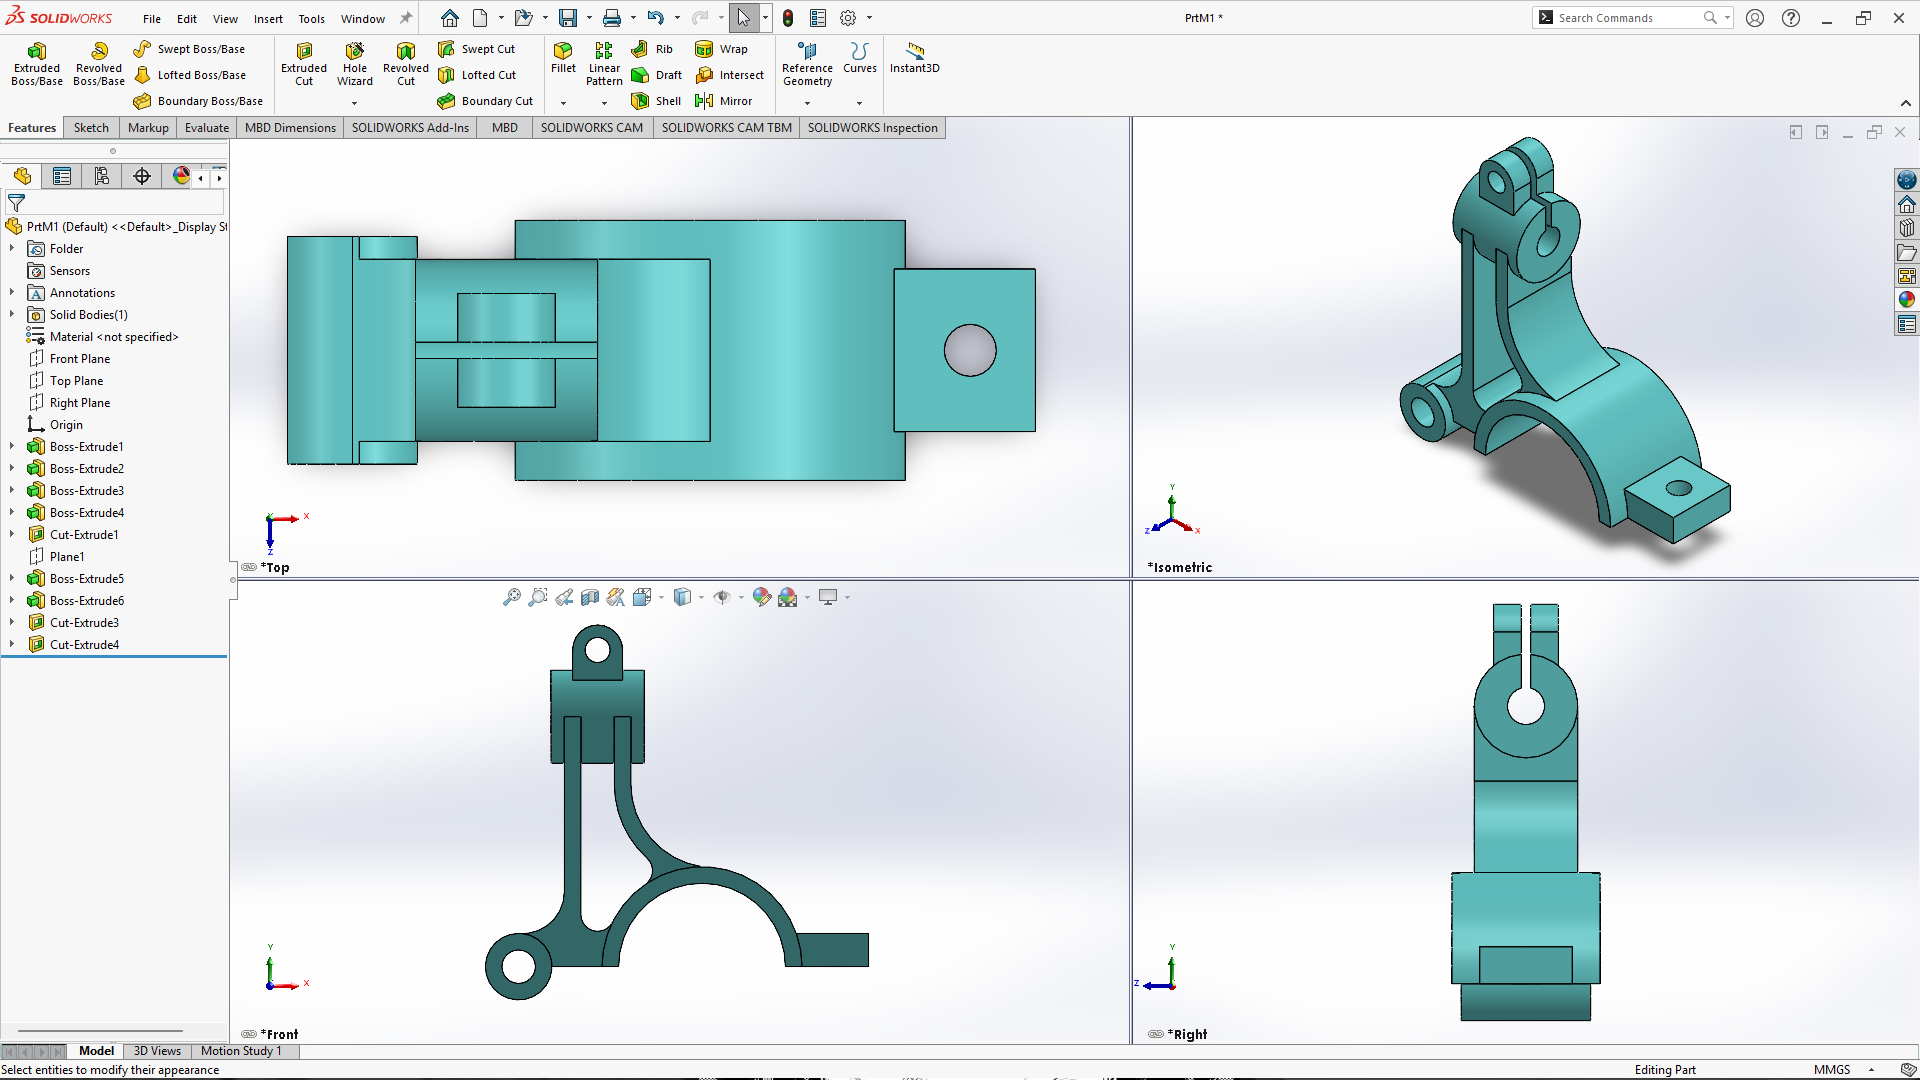 SOLIDWORKS File Edit View Insert Tools Window PrtM1 * Search Commands
Extruded Boss/Base
Revolved Boss/Base
Swept Boss/Base
Lofted Boss/Base
Boundary Boss/Base
Extruded Cut
Hole Wizard
Revolved Cut
Swept Cut
Lofted Cut
Boundary Cut
Fillet
Linear Pattern
Rib
Draft
Shell
Wrap
Intersect
Mirror
Reference Geometry
Curves
Instant3D
Features Sketch Markup Evaluate MBD Dimensions SOLIDWORKS Add-Ins MBD SOLIDWORKS CAM SOLIDWORKS CAM TBM SOLIDWORKS Inspection
PrtM1 (Default) <<Default>_Display St
Folder
Sensors
Annotations
Solid Bodies(1)
Material <not specified>
Front Plane
Top Plane
Right Plane
Origin
Boss-Extrude1
Boss-Extrude2
Boss-Extrude3
Boss-Extrude4
Cut-Extrude1
Plane1
Boss-Extrude5
Boss-Extrude6
Cut-Extrude3
Cut-Extrude4
Y X
Z
*Top
Y
Z X
*Isometric
Y
X
*Front
Y
Z
*Right
Model 3D Views Motion Study 1
Select entities to modify their appearance Editing Part MMGS